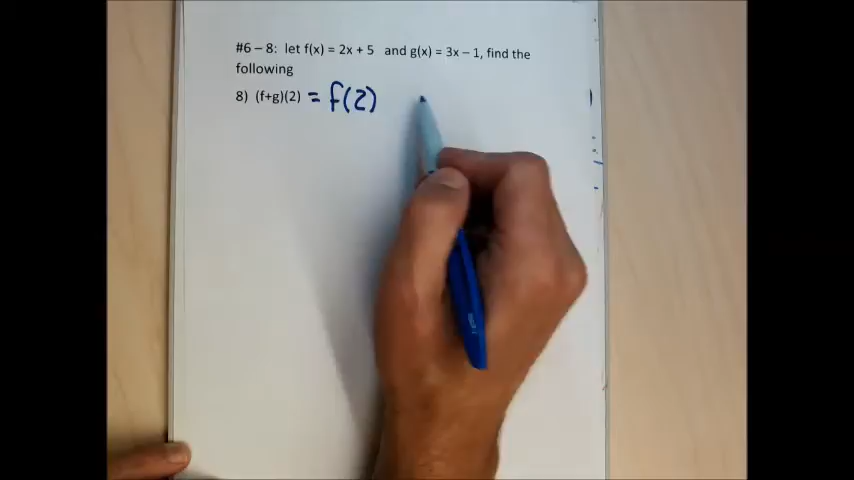 #6 – 8: let f(x) = 2x + 5 and g(x) = 3x – 1, find the
following
8) (f+g)(2) = f(2)